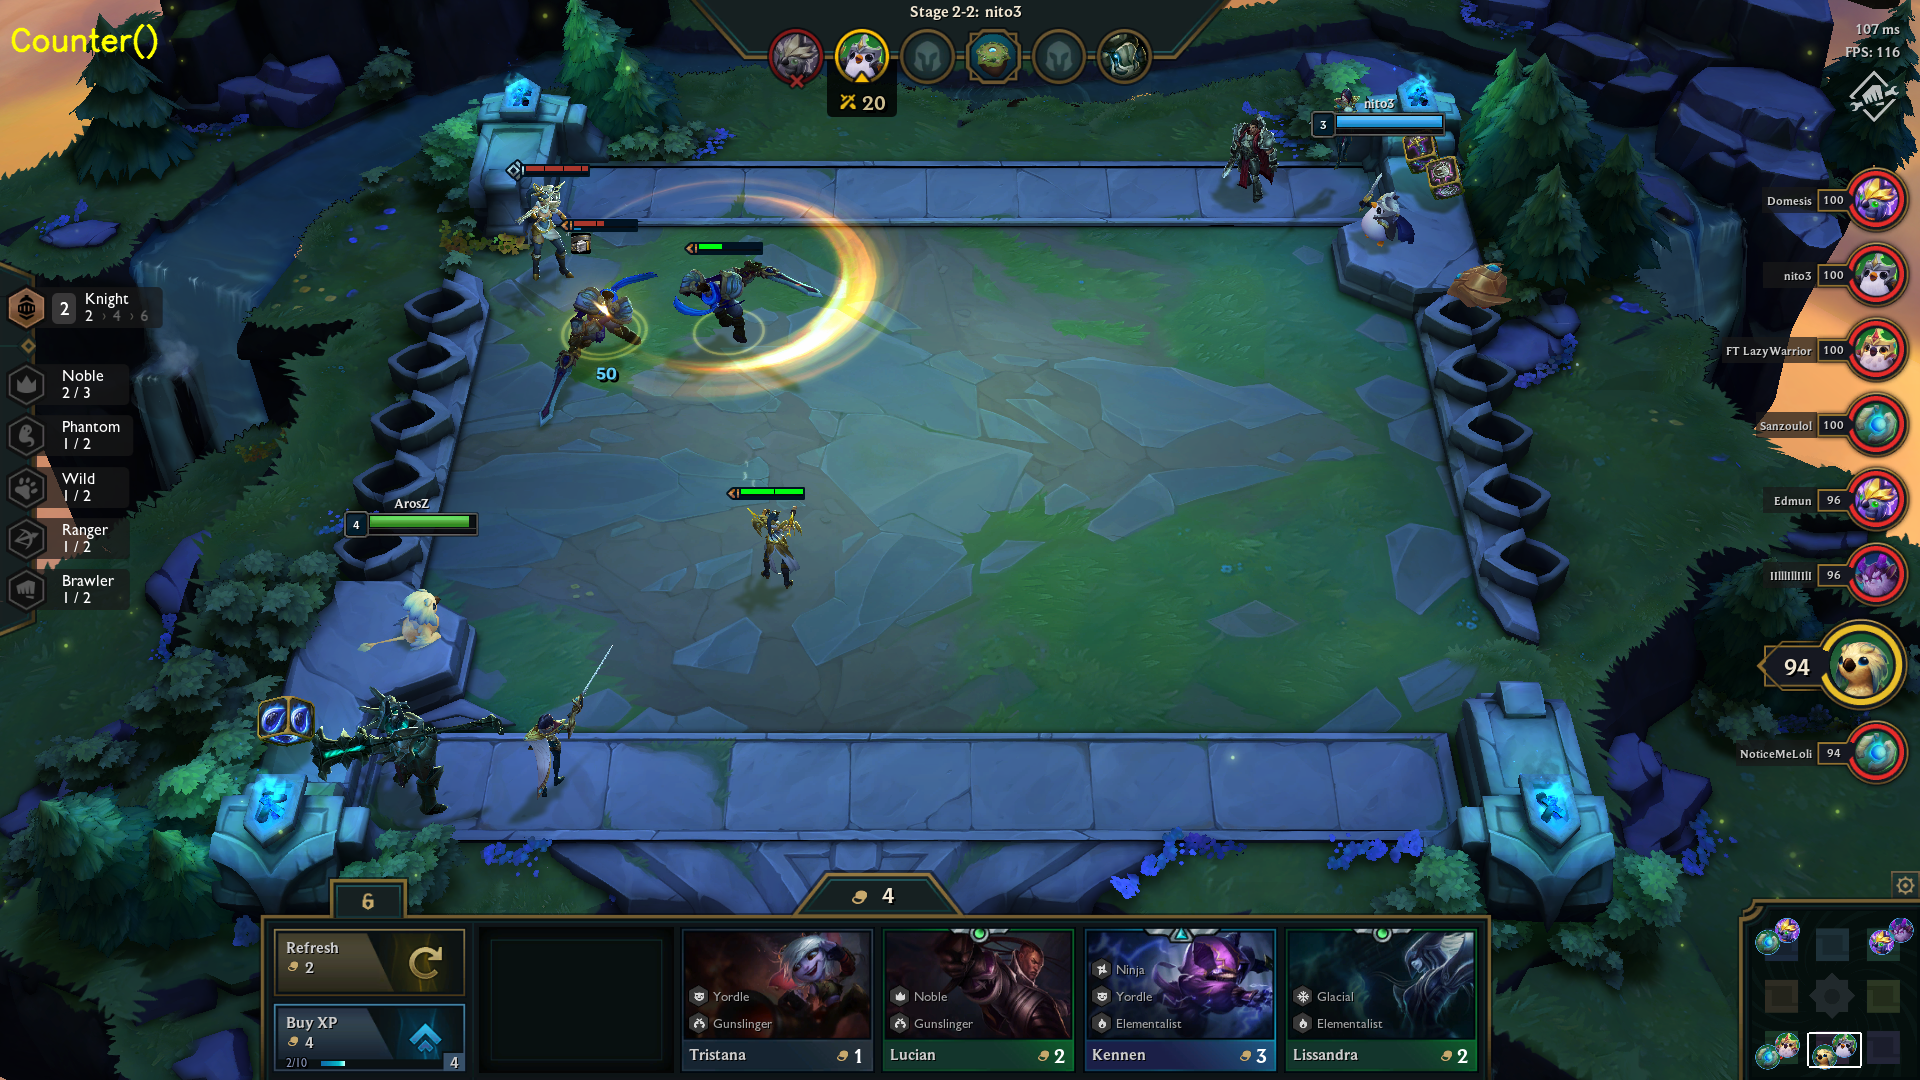 Stage 2-2: nito3
Counter()
107 ms
FPS: 116
20
nito3
3
Domesis 100
nito3 100
FT LazyWarrior 100
Sanzoulol 100
Edmun 96
96
94
NoticeMeLoli 94
2 Knight
2 › 4 › 6
Noble
2 / 3
Phantom
1 / 2
Wild
1 / 2
Ranger
1 / 2
Brawler
1 / 2
50
ArosZ
4
6
4
Refresh
2
Buy XP
4
2/10
4
Yordle
Gunslinger
Tristana 1
Noble
Gunslinger
Lucian 2
Ninja
Yordle
Elementalist
Kennen 3
Glacial
Elementalist
Lissandra 2